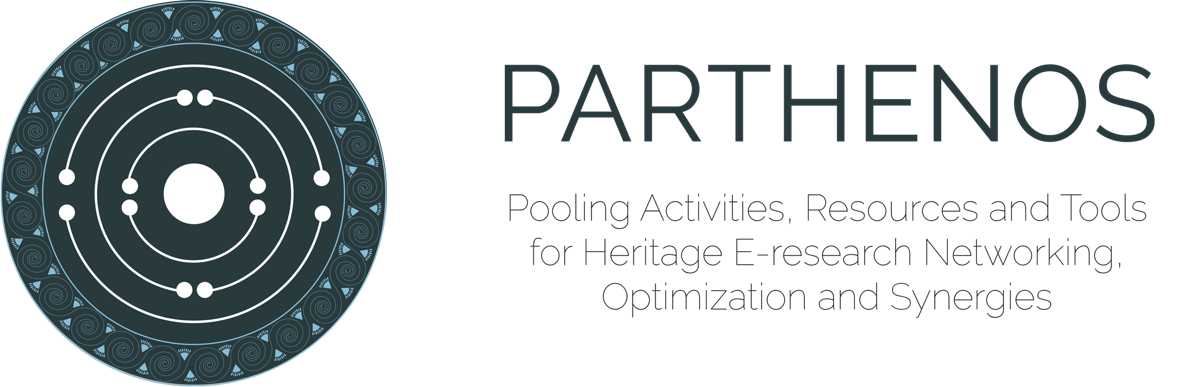 PARTHENOS
Pooling Activities, Resources and Tools
for Heritage E-research Networking,
Optimization and Synergies